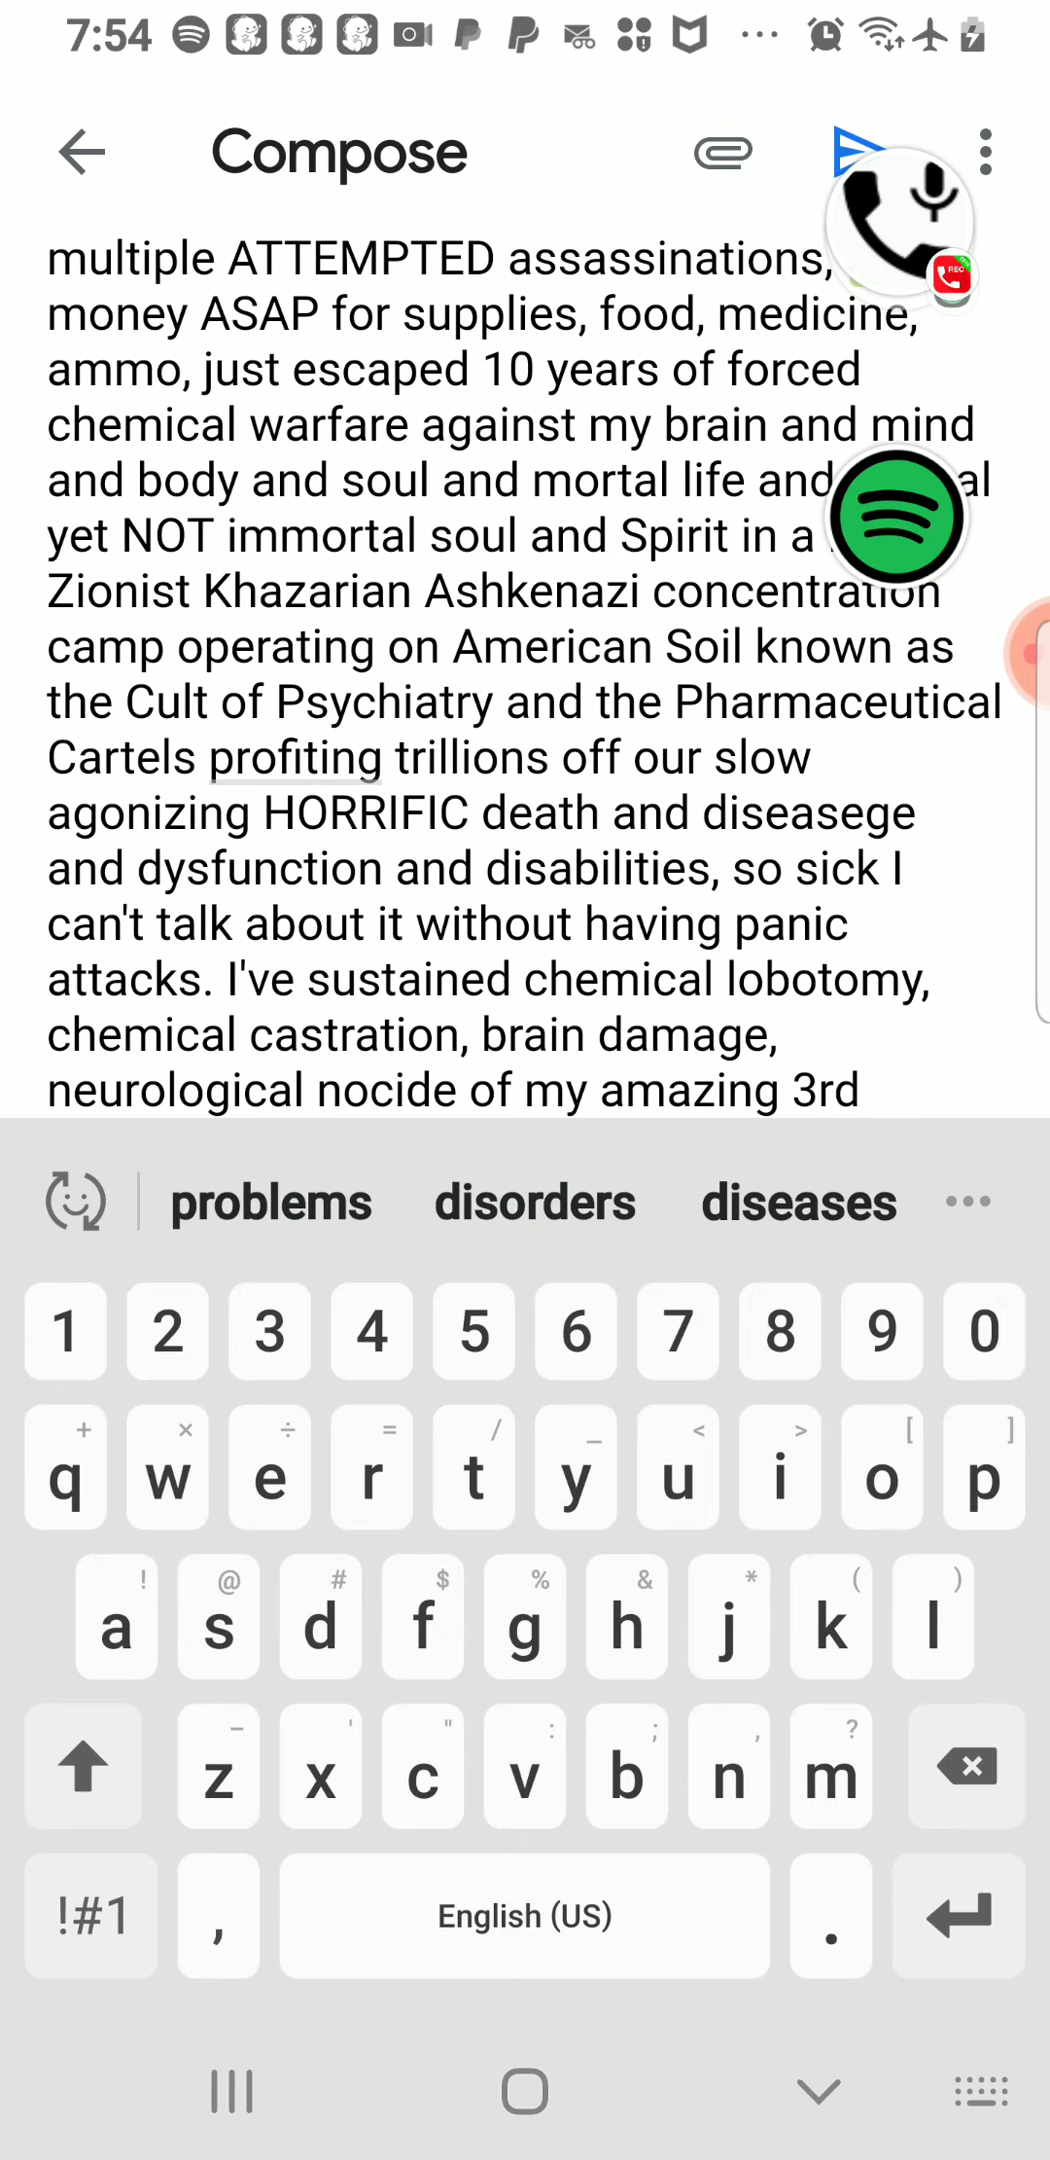 7:54
Compose
multiple ATTEMPTED assassinations,
money ASAP for supplies, food, medicine,
ammo, just escaped 10 years of forced
chemical warfare against my brain and mind
and body and soul and mortal life and al
yet NOT immortal soul and Spirit in a
Zionist Khazarian Ashkenazi concentration
camp operating on American Soil known as
the Cult of Psychiatry and the Pharmaceutical
Cartels profiting trillions off our slow
agonizing HORRIFIC death and diseasege
and dysfunction and disabilities, so sick I
can't talk about it without having panic
attacks. I've sustained chemical lobotomy,
chemical castration, brain damage,
neurological nocide of my amazing 3rd
REC
problems disorders diseases
1 2 3 4 5 6 7 8 9 0
+ × ÷ = / _ < > [ ]
q w e r t y u i o p
! @ # $ % & * ( )
a s d f g h j k l
- ' " : ; , ?
z x c v b n m
!#1 , English (US) .